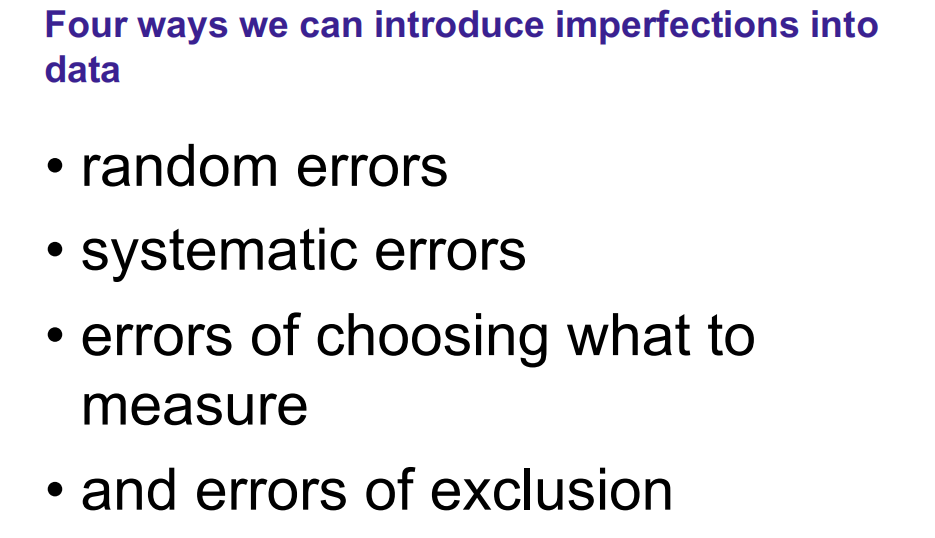 Four ways we can introduce imperfections into
data
• random errors
• systematic errors
• errors of choosing what to
measure
• and errors of exclusion